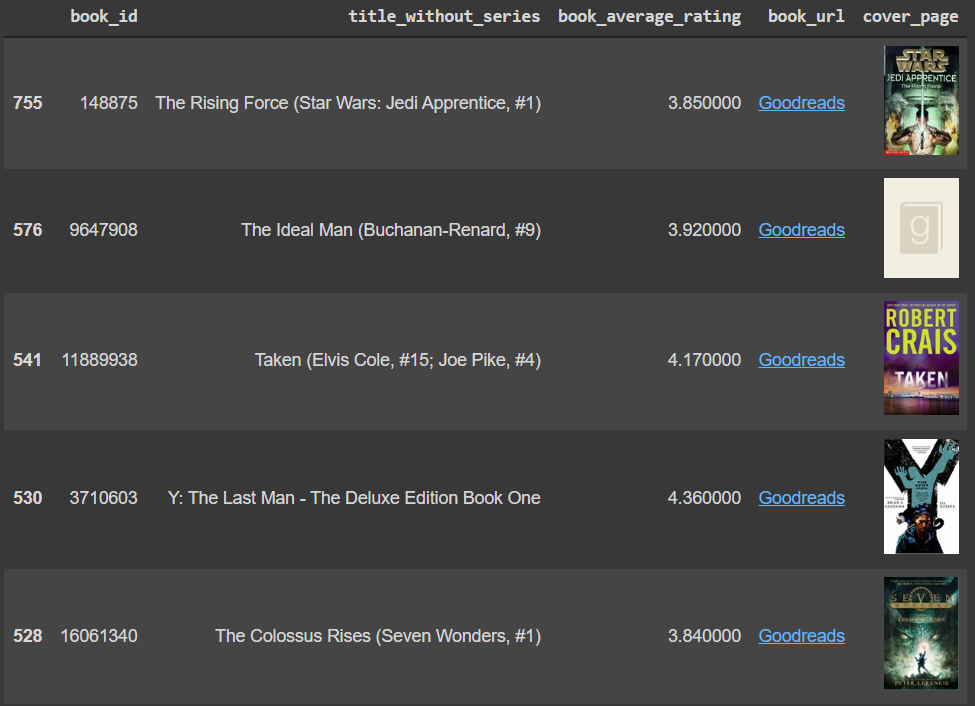 book_id title_without_series book_average_rating book_url cover_page
755 148875 The Rising Force (Star Wars: Jedi Apprentice, #1) 3.850000 Goodreads
STAR
WARS
JEDI APPRENTICE
The Rising Force
576 9647908 The Ideal Man (Buchanan-Renard, #9) 3.920000 Goodreads
g
541 11889938 Taken (Elvis Cole, #15; Joe Pike, #4) 4.170000 Goodreads
ROBERT
CRAIS
TAKEN
530 3710603 Y: The Last Man - The Deluxe Edition Book One 4.360000 Goodreads
528 16061340 The Colossus Rises (Seven Wonders, #1) 3.840000 Goodreads
SEVEN
WONDERS
PETER LERANGIS